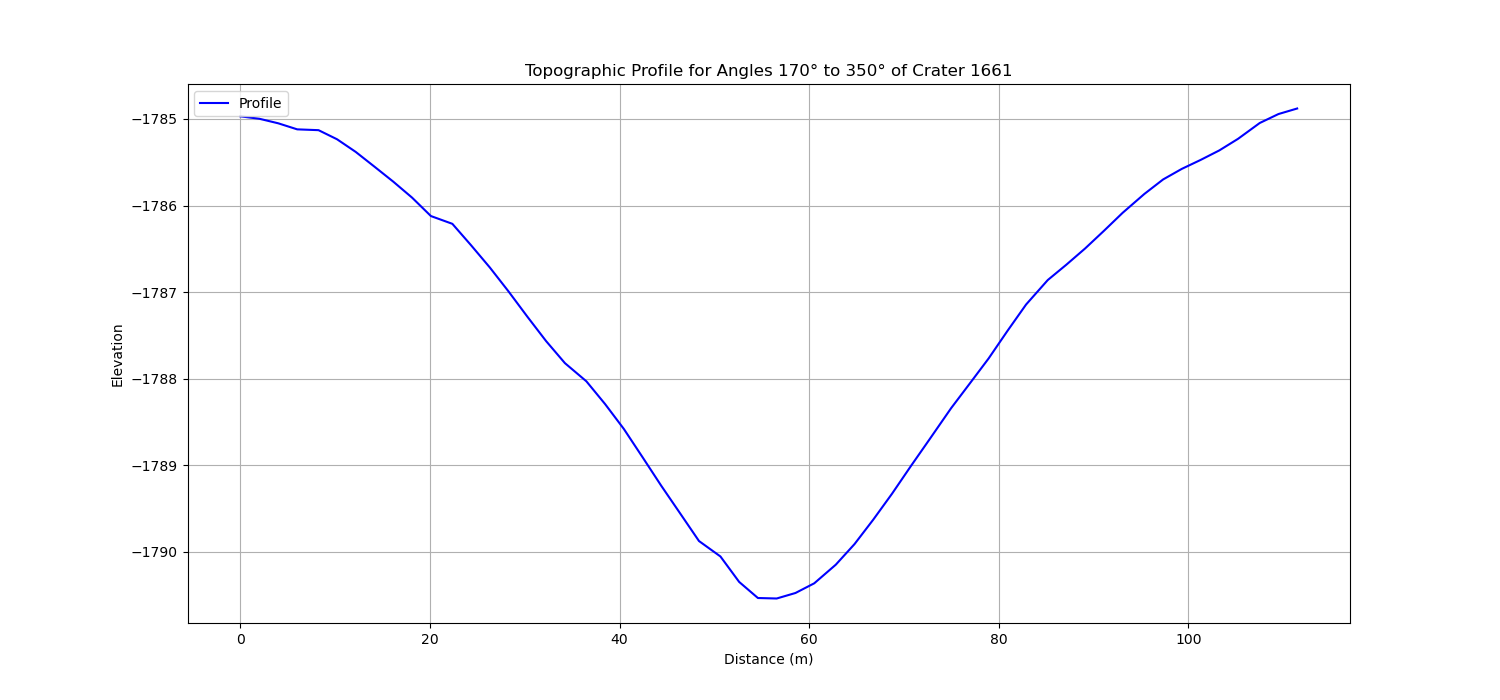 Topographic Profile for Angles 170° to 350° of Crater 1661
Profile
−1785
−1786
−1787
−1788
−1789
−1790
Elevation
0 20 40 60 80 100
Distance (m)